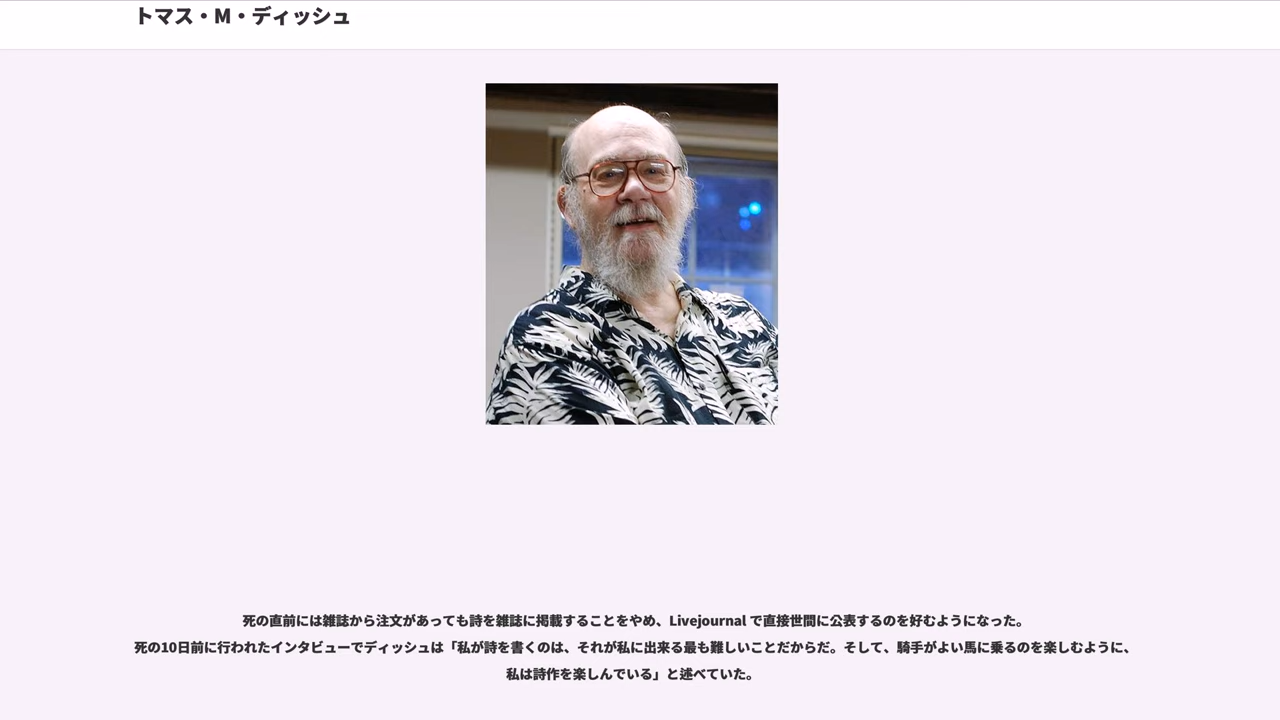 トマス・M・ディッシュ
死の直前には雑誌から注文があっても詩を雑誌に掲載することをやめ、Livejournal で直接世間に公表するのを好むようになった。
死の10日前に行われたインタビューでディッシュは「私が詩を書くのは、それが私に出来る最も難しいことだからだ。そして、騎手がよい馬に乗るのを楽しむように、
私は詩作を楽しんでいる」と述べていた。